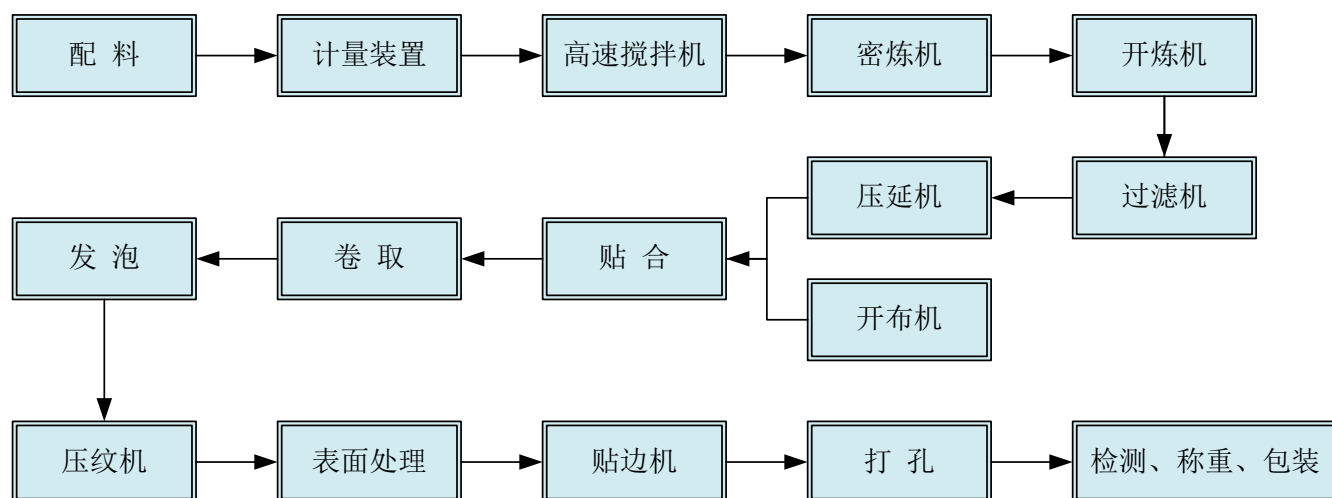 配 料
计量装置
高速搅拌机
密炼机
开炼机
过滤机
压延机
开布机
贴 合
卷 取
发 泡
压纹机
表面处理
贴边机
打 孔
检测、称重、包装